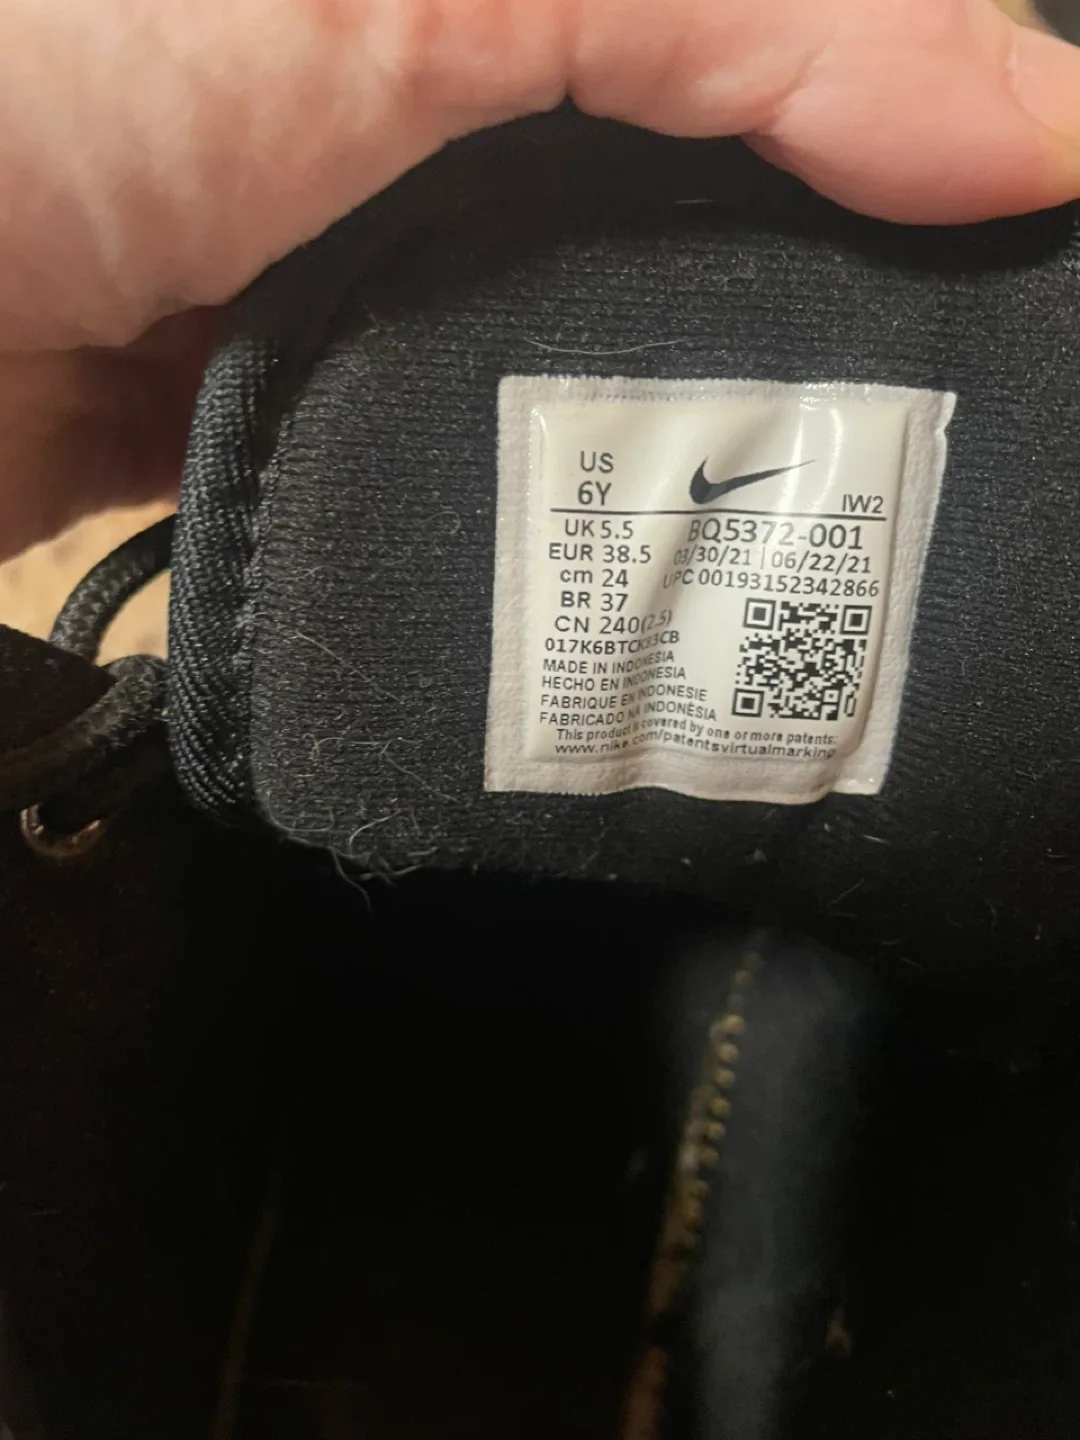 US
6Y
IW2
UK 5.5
BQ5372-001
EUR 38.5
03/30/21 | 06/22/21
cm 24
UPC 00193152342866
BR 37
CN 240(2.5)
MADE IN INDONESIA
HECHO EN INDONESIA
FABRIQUE EN INDONESIE
FABRICADO NA INDONÉSIA
This product is covered by one or more patents:
www.nike.com/patentsvirtualmarking